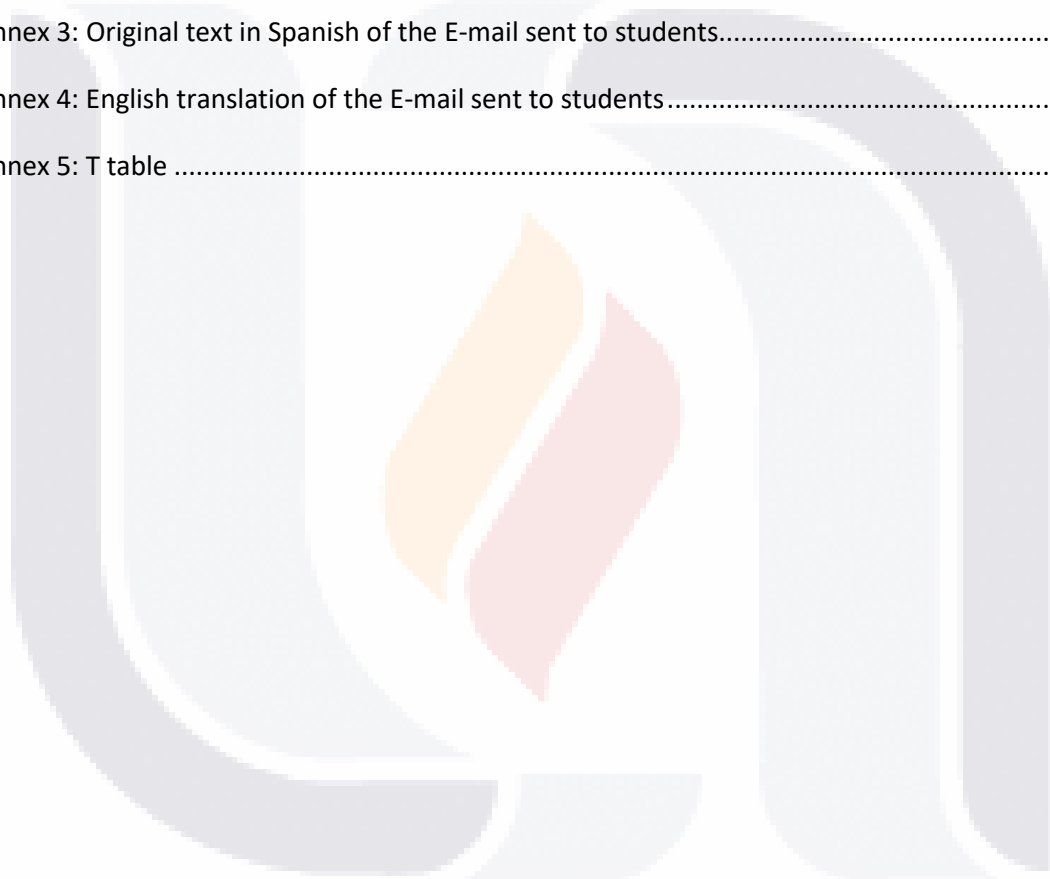 nnex 3: Original text in Spanish of the E-mail sent to students.....................................
nnex 4: English translation of the E-mail sent to students...........................................
nnex 5: T table .....................................................................................................